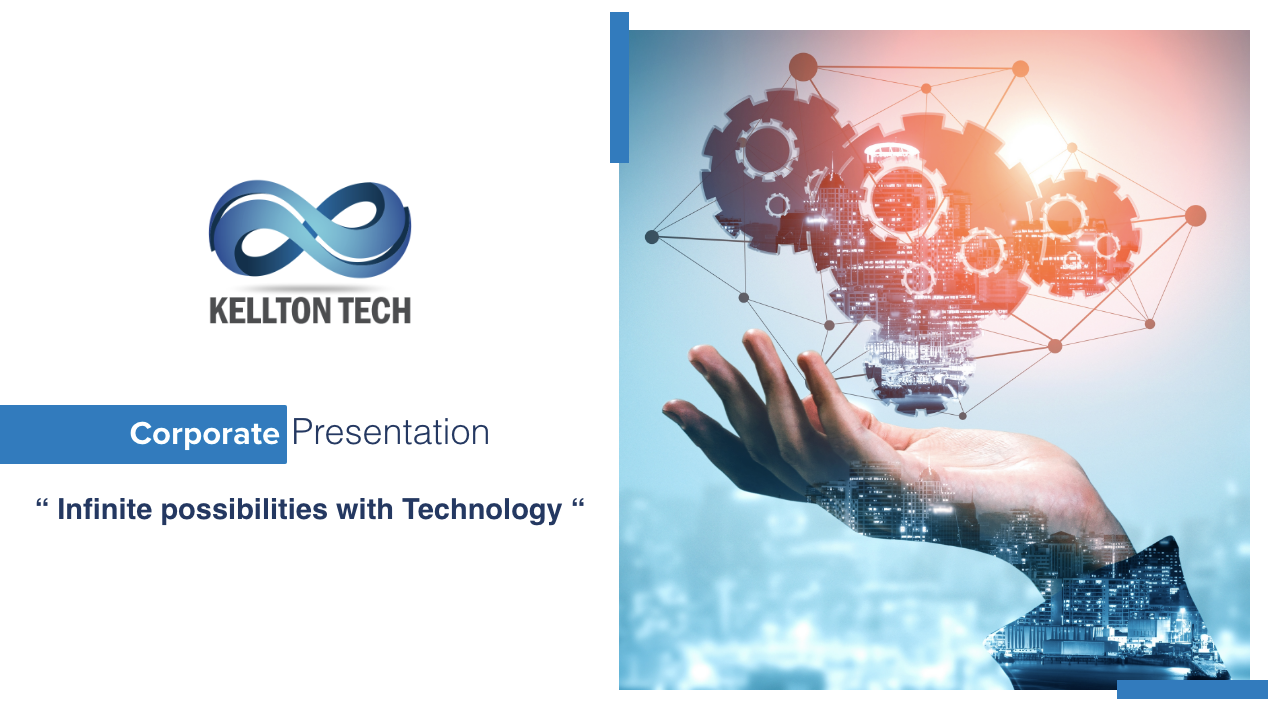 KELLTON TECH
Corporate Presentation
“ Infinite possibilities with Technology “